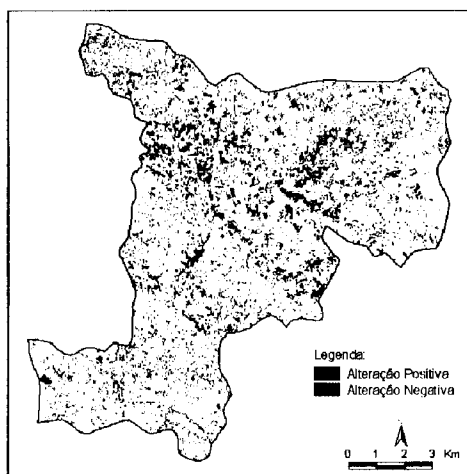 Legenda:
Alteração Positiva
Alteração Negativa
0 1 2 3 Km